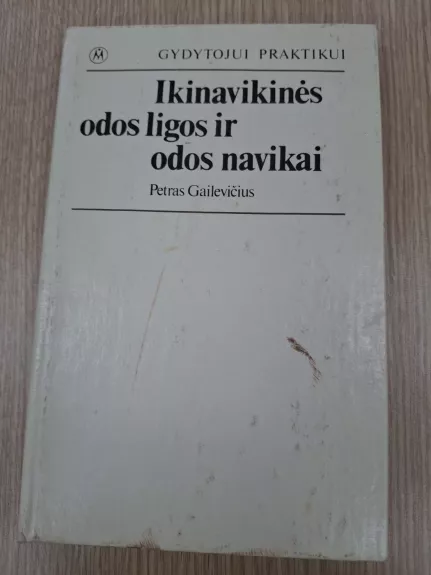 M
GYDYTOJUI PRAKTIKUI
Ikinavikinės
odos ligos ir
odos navikai
Petras Gailevičius